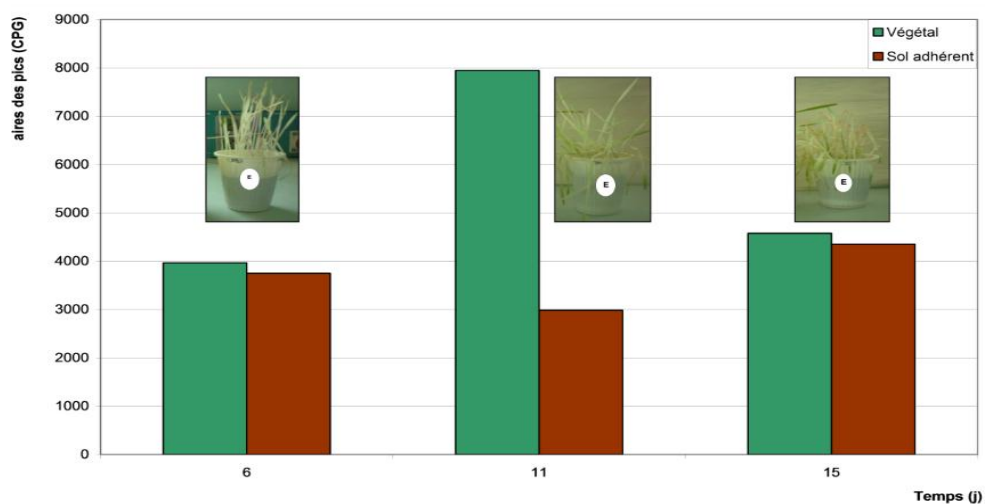 aires des pics (CPG)
9000
8000
7000
6000
5000
4000
3000
2000
1000
0
Végétal
Sol adhérent
E
E
E
6
11
15
Temps (j)